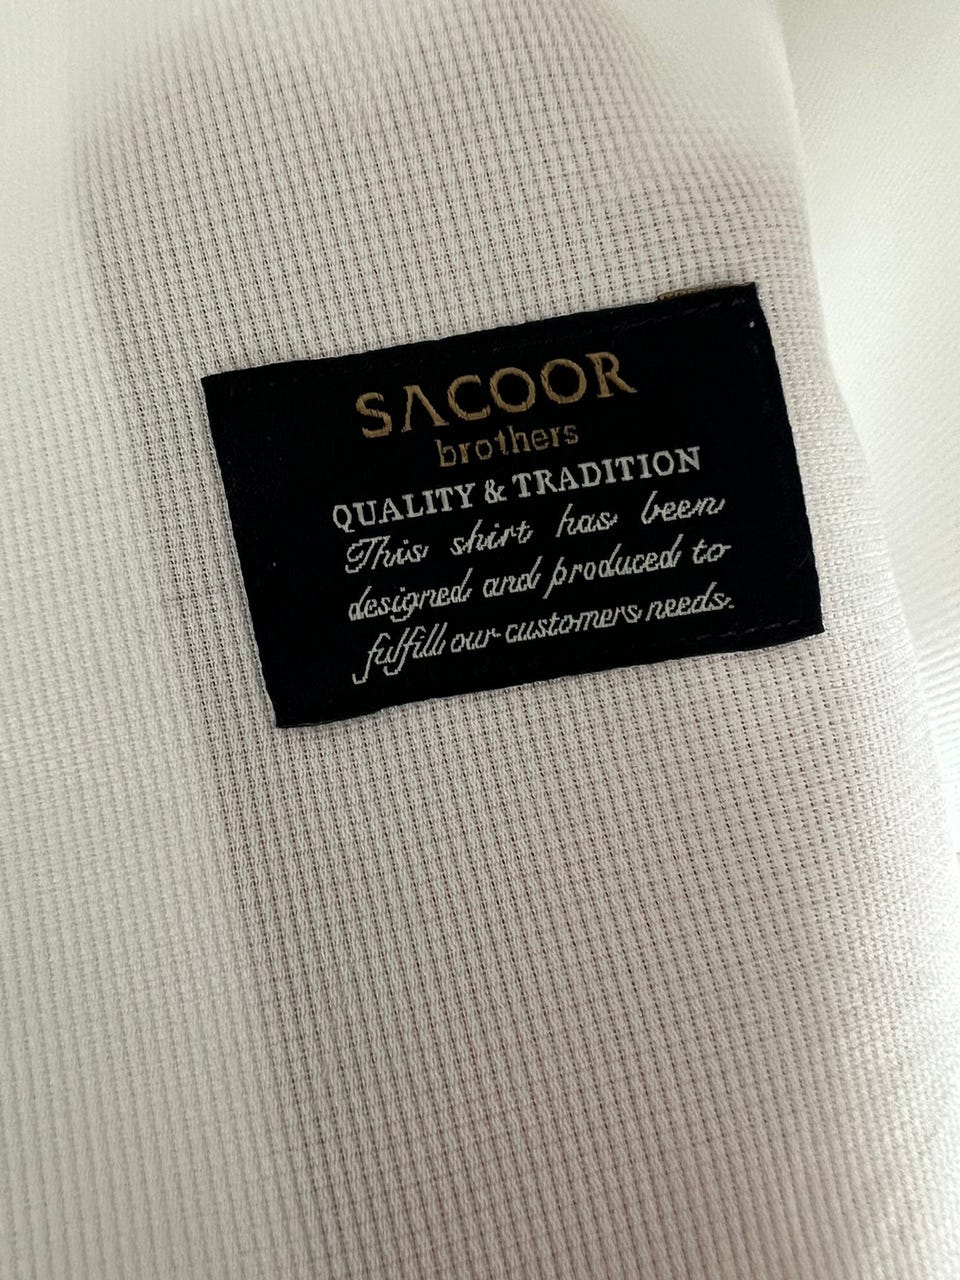 SACOOR
brothers
QUALITY & TRADITION
This shirt has been
designed and produced to
fulfill our customers needs.